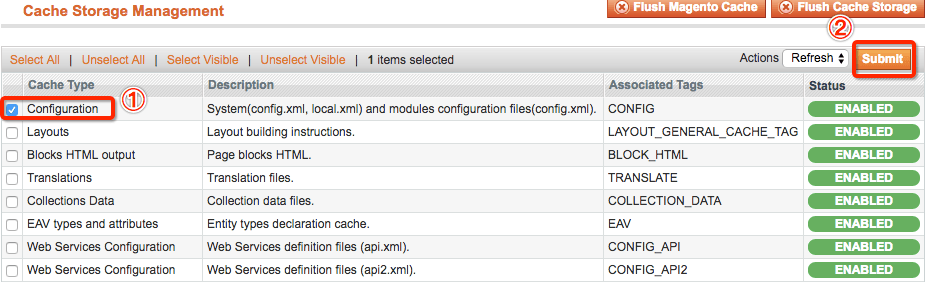 Cache Storage Management
Flush Magento Cache
Flush Cache Storage
②
Select All | Unselect All | Select Visible | Unselect Visible | 1 items selected Actions Refresh Submit
Cache Type Description Associated Tags Status
Configuration ① System(config.xml, local.xml) and modules configuration files(config.xml). CONFIG ENABLED
Layouts Layout building instructions. LAYOUT_GENERAL_CACHE_TAG ENABLED
Blocks HTML output Page blocks HTML. BLOCK_HTML ENABLED
Translations Translation files. TRANSLATE ENABLED
Collections Data Collection data files. COLLECTION_DATA ENABLED
EAV types and attributes Entity types declaration cache. EAV ENABLED
Web Services Configuration Web Services definition files (api.xml). CONFIG_API ENABLED
Web Services Configuration Web Services definition files (api2.xml). CONFIG_API2 ENABLED